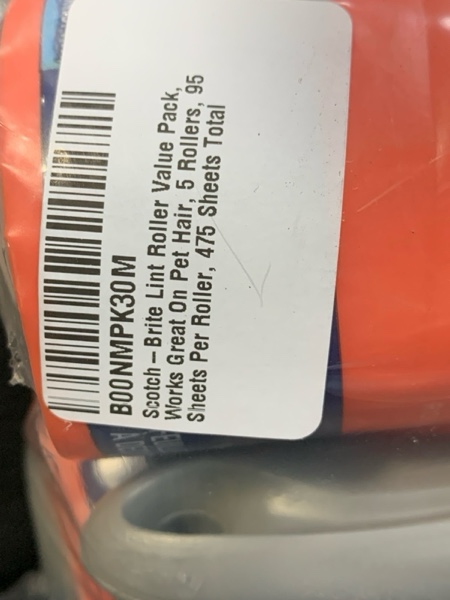 B00NMPK30M
Scotch-Brite Lint Roller Value Pack,
Works Great On Pet Hair, 5 Rollers, 95
Sheets Per Roller, 475 Sheets Total